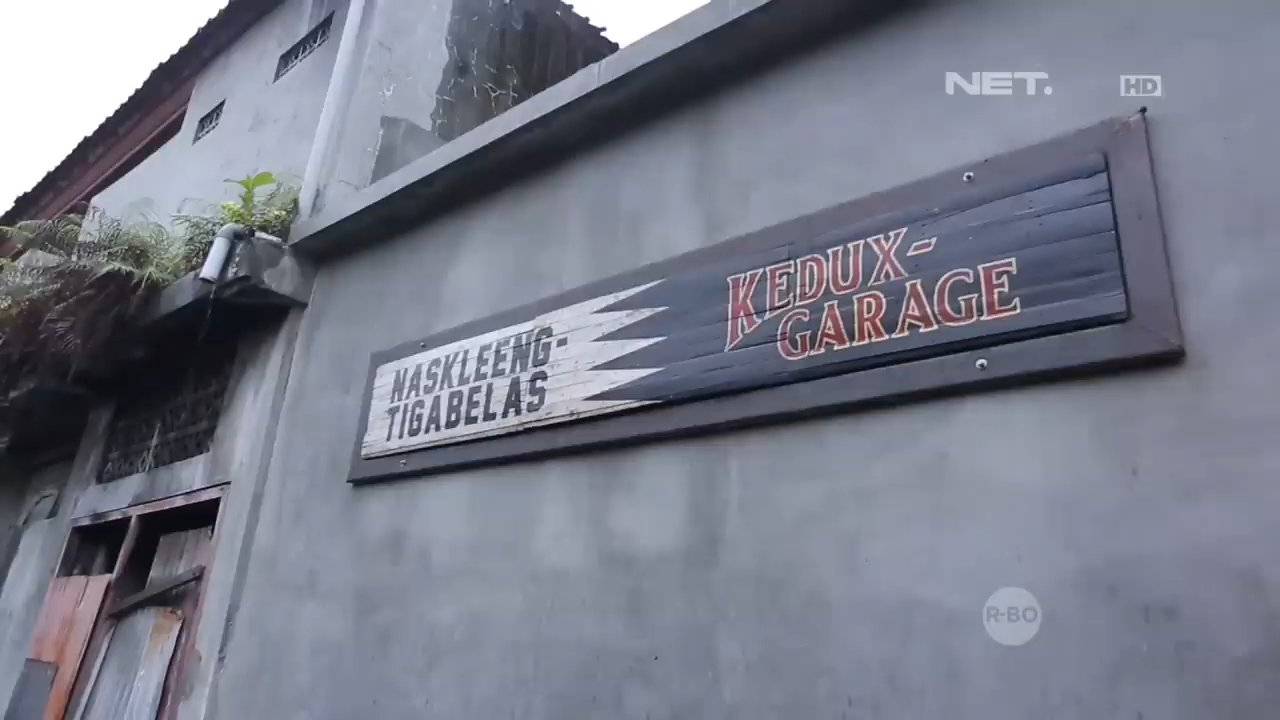 NET. HD
KEDUX-
GARAGE
NASKLEENG-
TIGABELAS
R-BO